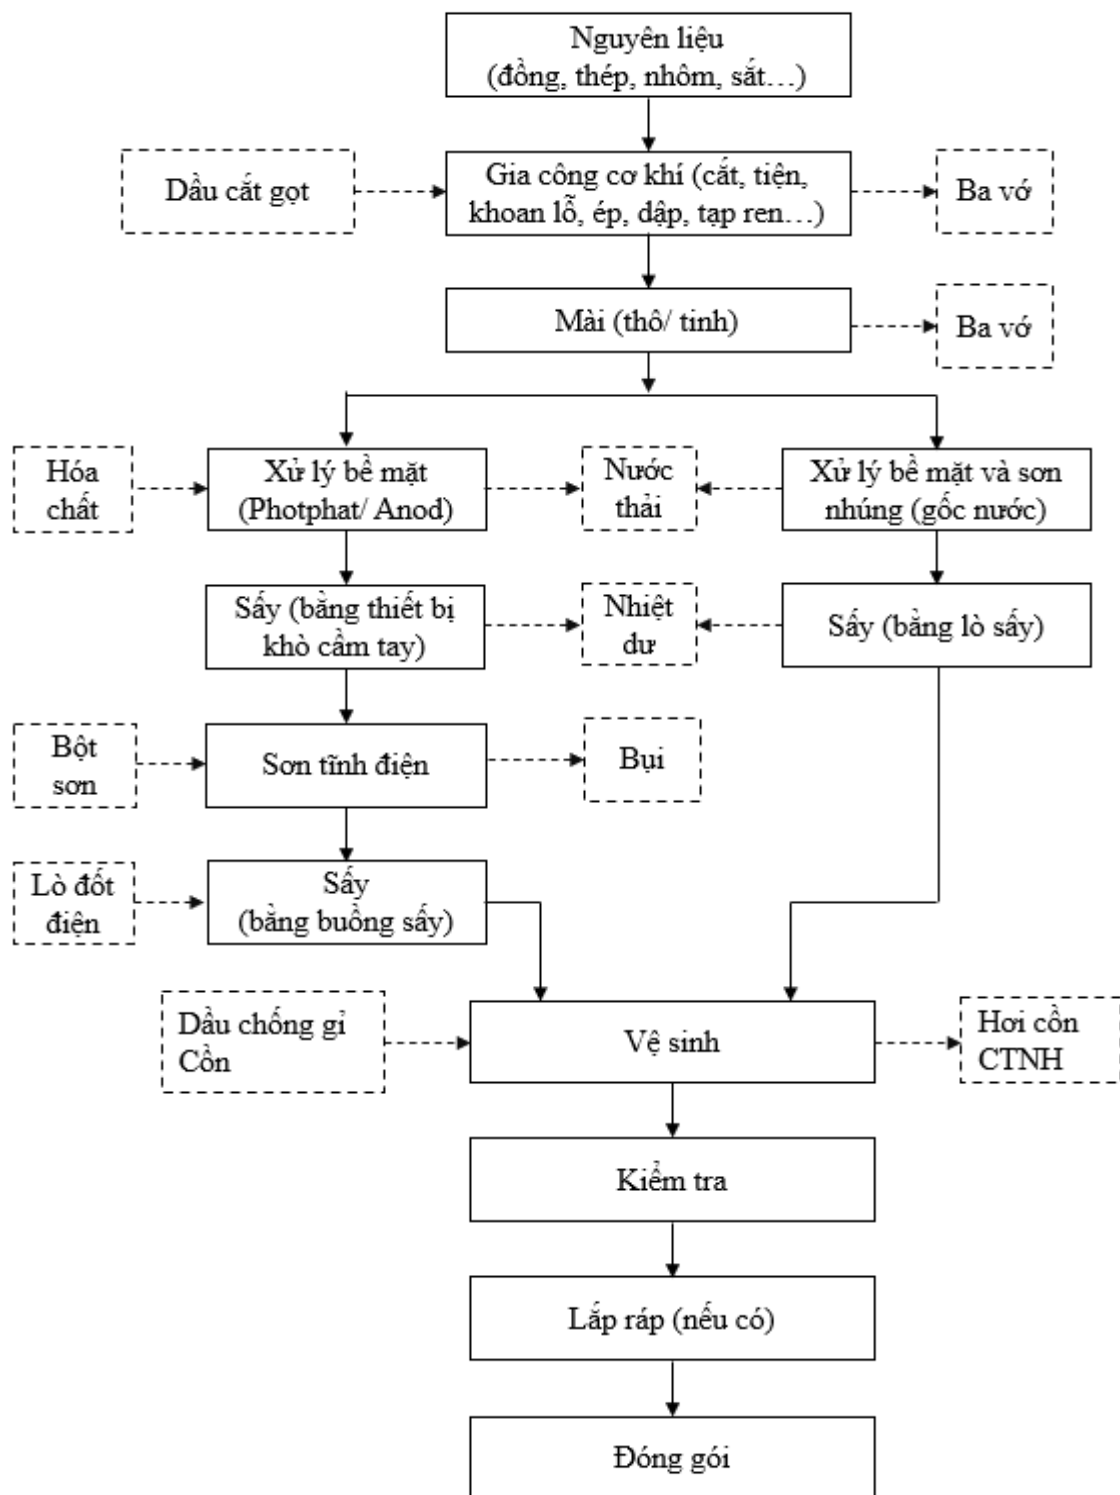 Nguyên liệu
(đồng, thép, nhôm, sắt…)
Dầu cắt gọt
Gia công cơ khí (cắt, tiện,
khoan lỗ, ép, dập, tạp ren…)
Ba vớ
Mài (thô/ tinh)
Ba vớ
Hóa
chất
Xử lý bề mặt
(Photphat/ Anod)
Nước
thải
Xử lý bề mặt và sơn
nhúng (gốc nước)
Sấy (bằng thiết bị
khò cầm tay)
Nhiệt
dư
Sấy (bằng lò sấy)
Bột
sơn
Sơn tĩnh điện
Bụi
Lò đốt
điện
Sấy
(bằng buồng sấy)
Dầu chống gỉ
Cồn
Vệ sinh
Hơi cồn
CTNH
Kiểm tra
Lắp ráp (nếu có)
Đóng gói